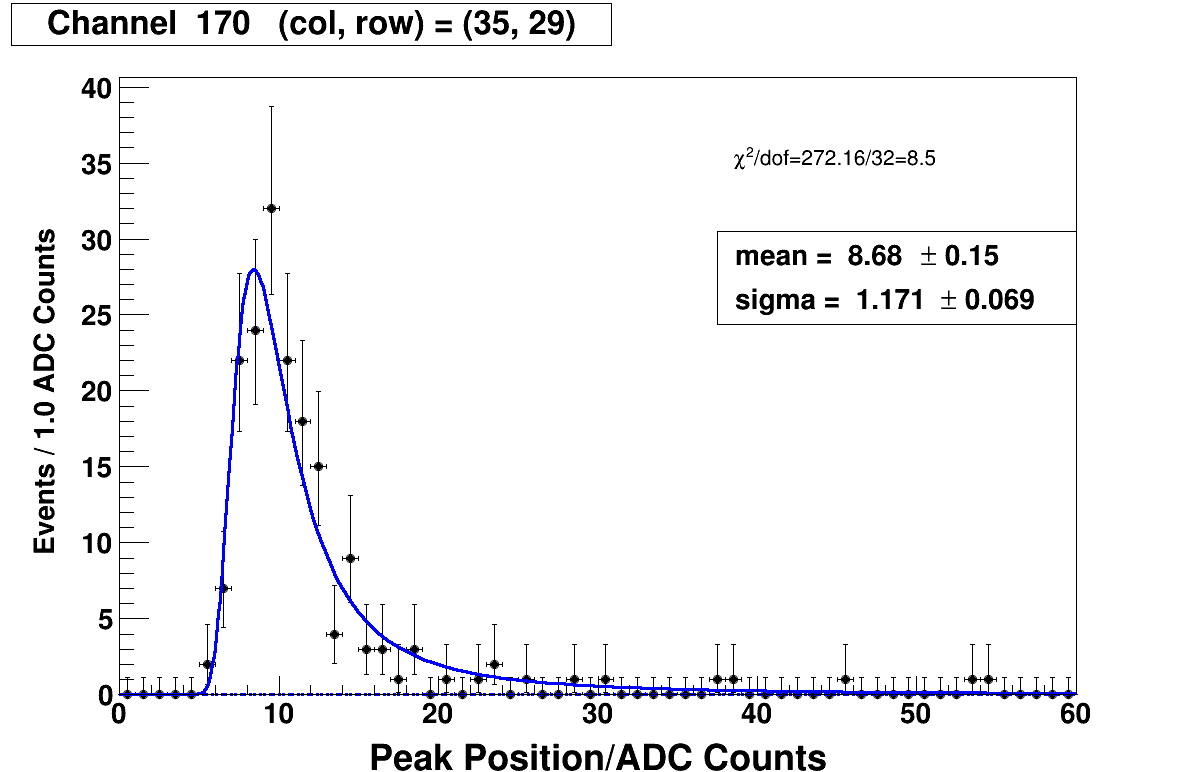 Channel 170 (col, row) = (35, 29)
40
35
30
25
20
15
10
5
0
Events / 1.0 ADC Counts
χ²/dof=272.16/32=8.5
mean = 8.68 ± 0.15
sigma = 1.171 ± 0.069
0 10 20 30 40 50 60
Peak Position/ADC Counts